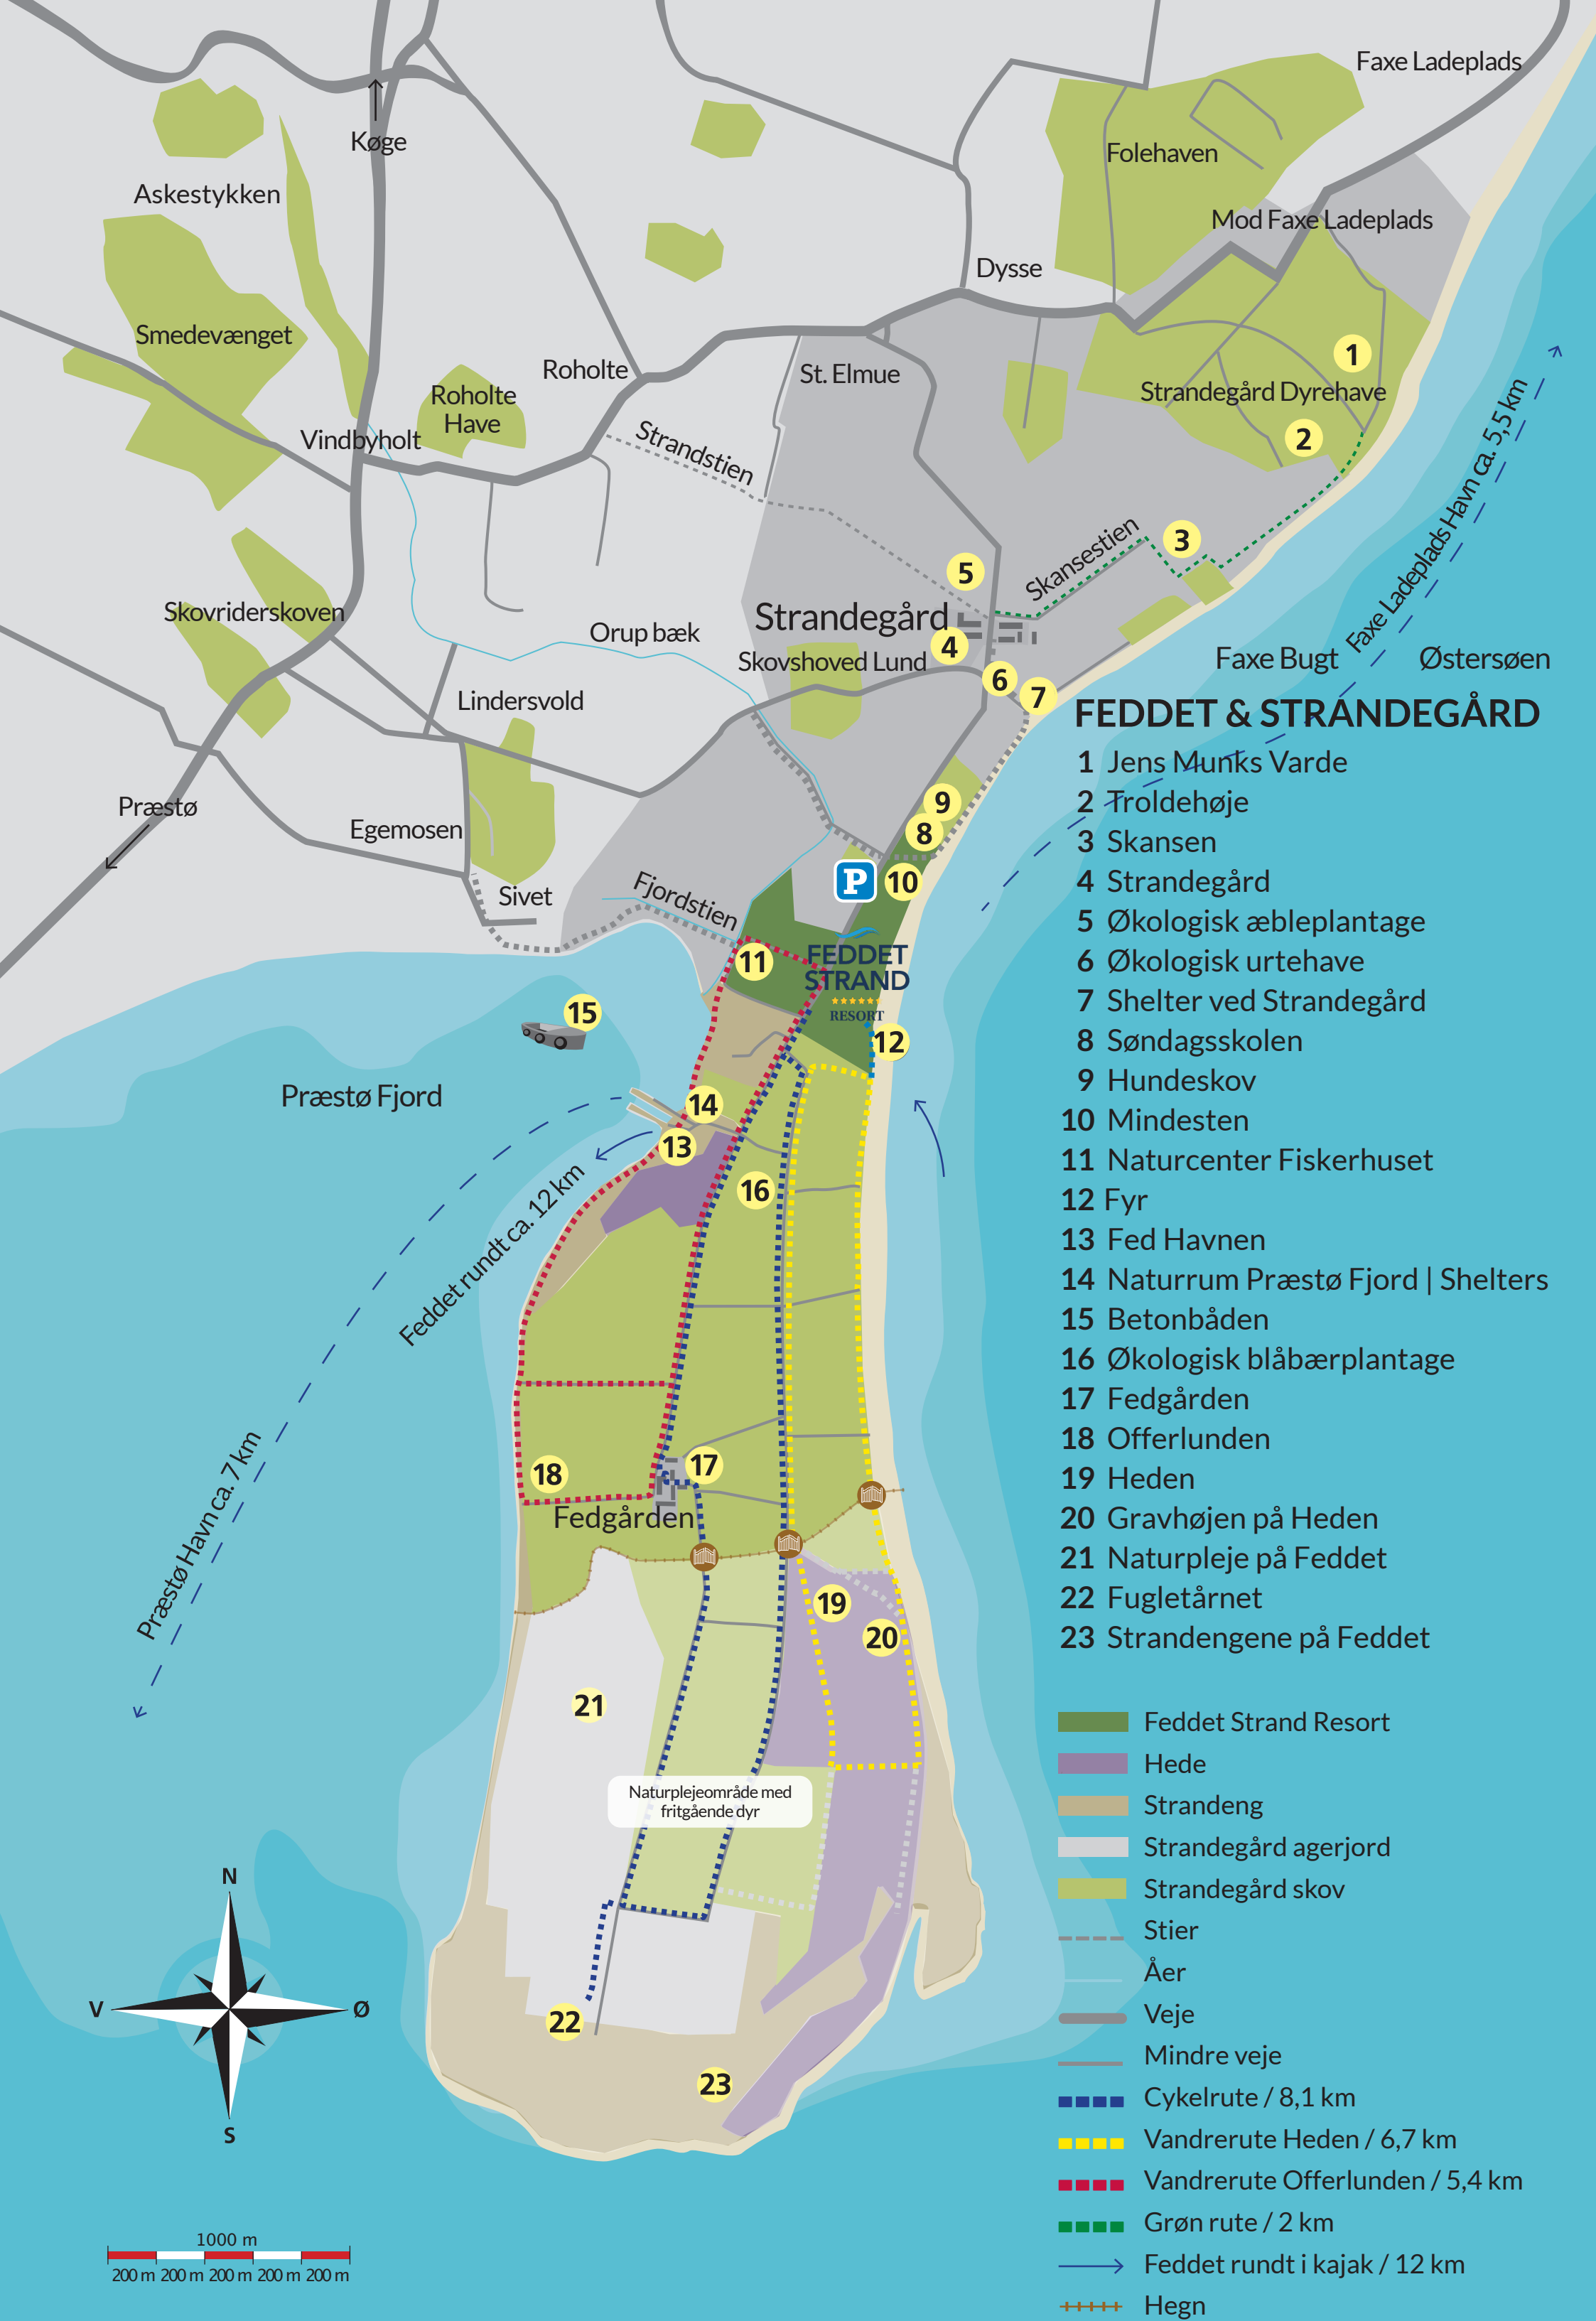 Faxe Ladeplads
Køge
Folehaven
Askestykken
Mod Faxe Ladeplads
Dysse
Smedevænget
Roholte
St. Elmue
1
Roholte
Have
Strandegård Dyrehave
Vindbyholt
Strandstien
2
Faxe Ladeplads Havn ca. 5,5 km
Skansestien
3
5
Skovriderskoven
Strandegård
Orup bæk
4
Skovshoved Lund
Faxe Bugt
Østersøen
6
7
Lindersvold
FEDDET & STRANDEGÅRD
1 Jens Munks Varde
2 Troldehøje
3 Skansen
4 Strandegård
5 Økologisk æbleplantage
6 Økologisk urtehave
7 Shelter ved Strandegård
8 Søndagsskolen
9 Hundeskov
10 Mindesten
11 Naturcenter Fiskerhuset
12 Fyr
13 Fed Havnen
14 Naturrum Præstø Fjord | Shelters
15 Betonbåden
16 Økologisk blåbærplantage
17 Fedgården
18 Offerlunden
19 Heden
20 Gravhøjen på Heden
21 Naturpleje på Feddet
22 Fugletårnet
23 Strandengene på Feddet
Præstø
9
Egemosen
8
P
10
Sivet
Fjordstien
11
FEDDET
STRAND
RESORT
15
12
Præstø Fjord
14
13
16
Feddet rundt ca. 12 km
Præstø Havn ca. 7 km
17
18
Fedgården
19
20
21
Naturplejeområde med
fritgående dyr
22
23
Feddet Strand Resort
Hede
Strandeng
Strandegård agerjord
Strandegård skov
Stier
Åer
Veje
Mindre veje
Cykelrute / 8,1 km
Vandrerute Heden / 6,7 km
Vandrerute Offerlunden / 5,4 km
Grøn rute / 2 km
Feddet rundt i kajak / 12 km
Hegn
N
V
Ø
S
1000 m
200 m 200 m 200 m 200 m 200 m